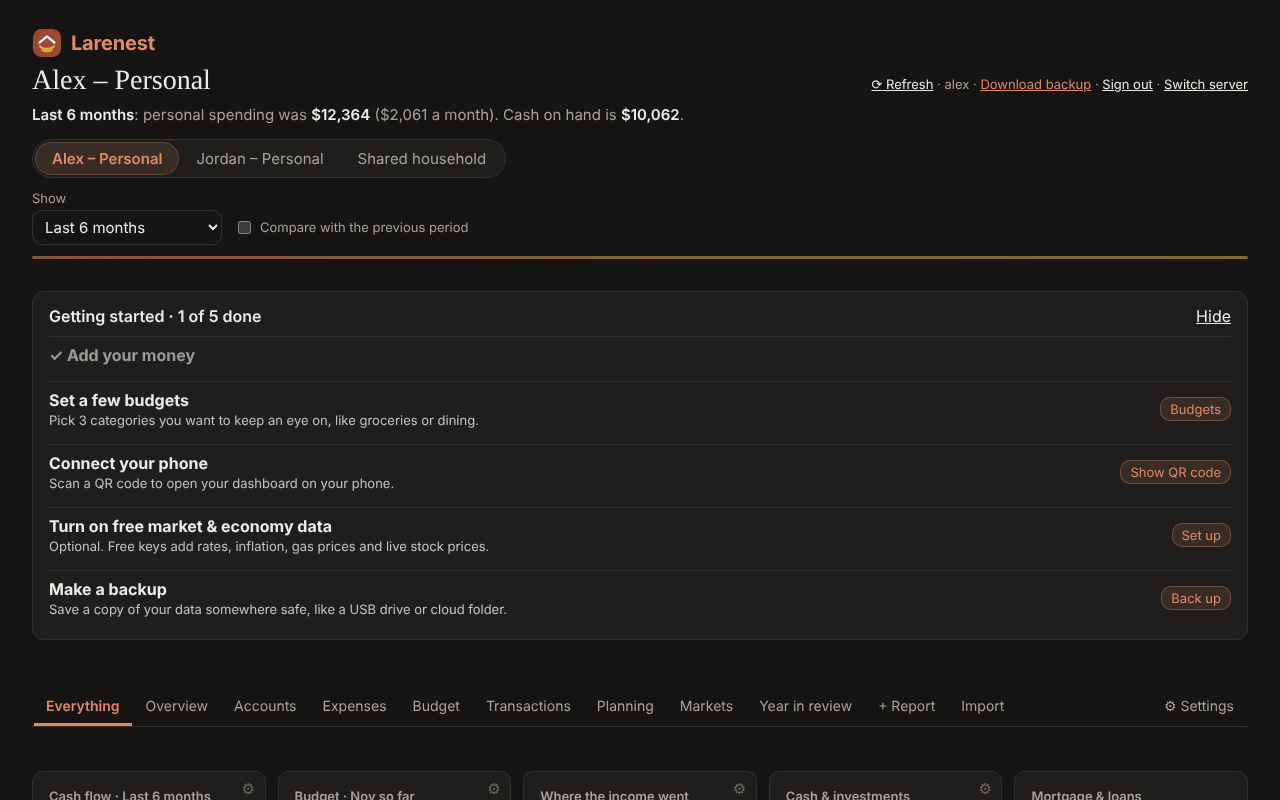 Larenest
Alex – Personal
⟳ Refresh · alex · Download backup · Sign out · Switch server
Last 6 months: personal spending was $12,364 ($2,061 a month). Cash on hand is $10,062.
Alex – Personal Jordan – Personal Shared household
Show
Last 6 months Compare with the previous period
Getting started · 1 of 5 done Hide
✓ Add your money
Set a few budgets
Pick 3 categories you want to keep an eye on, like groceries or dining.
Budgets
Connect your phone
Scan a QR code to open your dashboard on your phone.
Show QR code
Turn on free market & economy data
Optional. Free keys add rates, inflation, gas prices and live stock prices.
Set up
Make a backup
Save a copy of your data somewhere safe, like a USB drive or cloud folder.
Back up
Everything Overview Accounts Expenses Budget Transactions Planning Markets Year in review + Report Import ⚙ Settings
Cash flow · Last 6 months ⚙ Budget · Nov so far ⚙ Where the income went ⚙ Cash & investments ⚙ Mortgage & loans